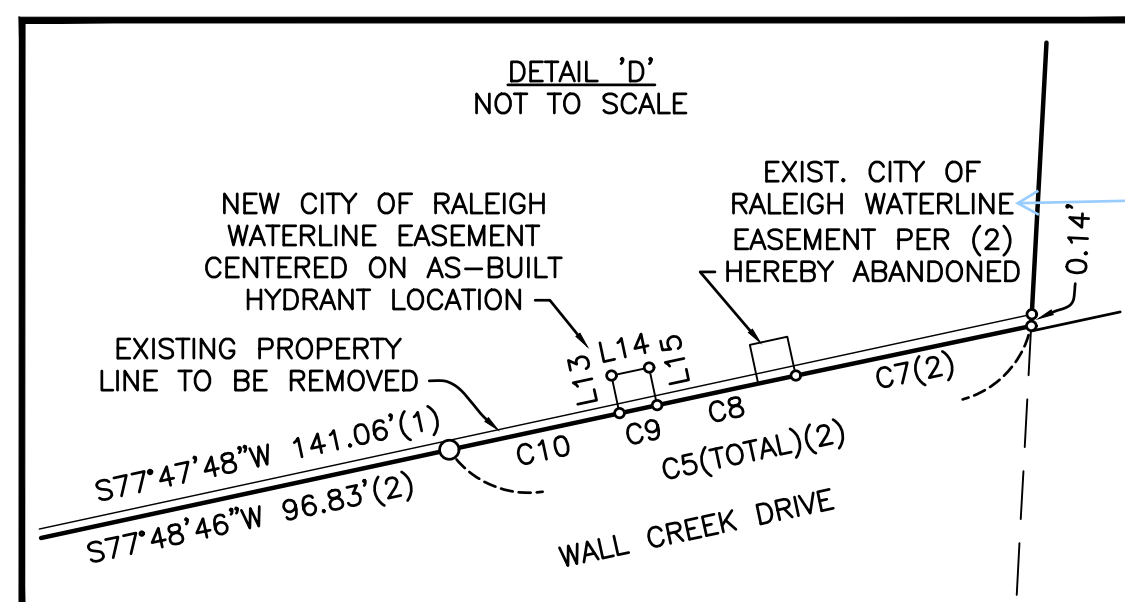 DETAIL 'D'
NOT TO SCALE
EXIST. CITY OF
RALEIGH WATERLINE
EASEMENT PER (2)
HEREBY ABANDONED
NEW CITY OF RALEIGH
WATERLINE EASEMENT
CENTERED ON AS-BUILT
HYDRANT LOCATION
0.14'
EXISTING PROPERTY
LINE TO BE REMOVED
L13
L14
L15
C7(2)
C8
C9
C10
C5(TOTAL)(2)
S77°47'48"W 141.06'(1)
S77°48'46"W 96.83'(2)
WALL CREEK DRIVE